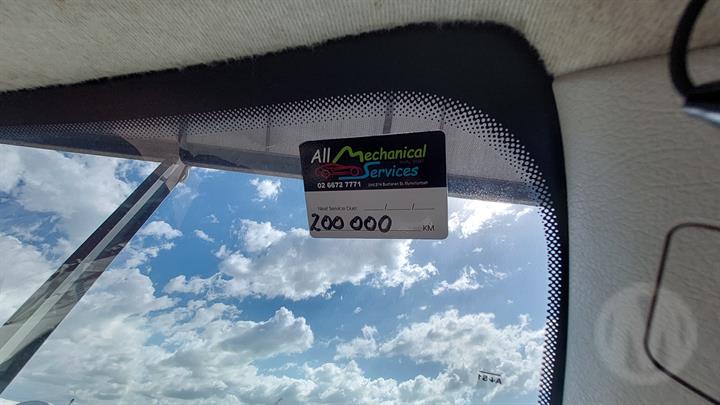 All Mechanical
Services
02 6672 7771
Next Service Due: / /
200 000 KM